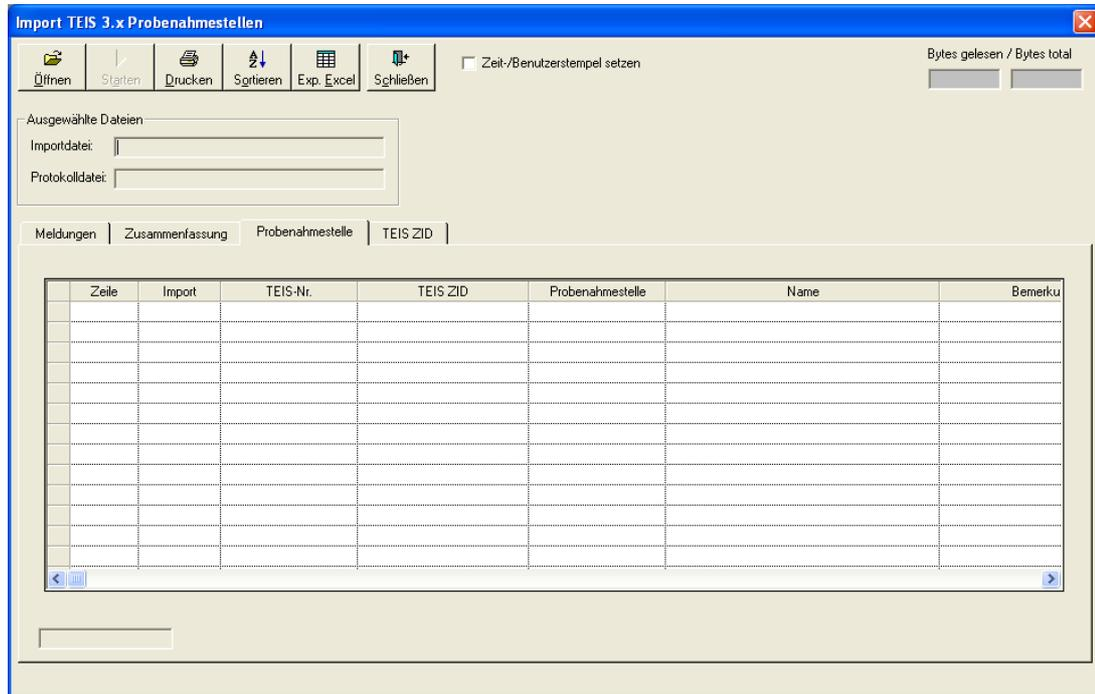 Import TEIS 3.x Probenahmestellen
Öffnen Starten Drucken Sortieren Exp. Excel Schließen
Zeit-/Benutzerstempel setzen
Bytes gelesen / Bytes total
Ausgewählte Dateien
Importdatei:
Protokolldatei:
Meldungen Zusammenfassung Probenahmestelle TEIS ZID
Zeile Import TEIS-Nr. TEIS ZID Probenahmestelle Name Bemerku